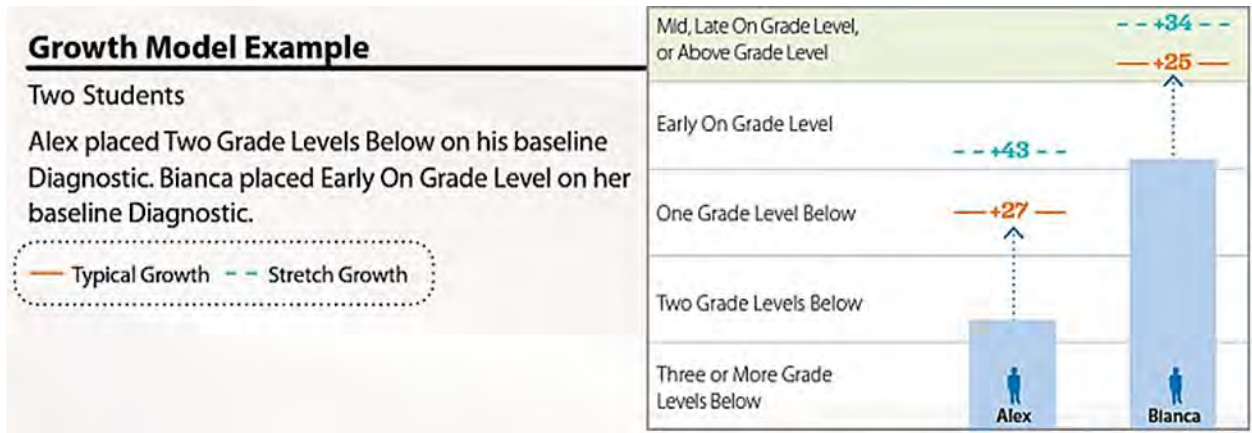 Growth Model Example
Two Students
Alex placed Two Grade Levels Below on his baseline
Diagnostic. Bianca placed Early On Grade Level on her
baseline Diagnostic.
Typical Growth
Stretch Growth
Mid, Late On Grade Level,
or Above Grade Level
+34
+25
Early On Grade Level
+43
One Grade Level Below
+27
Two Grade Levels Below
Three or More Grade
Levels Below
Alex
Bianca